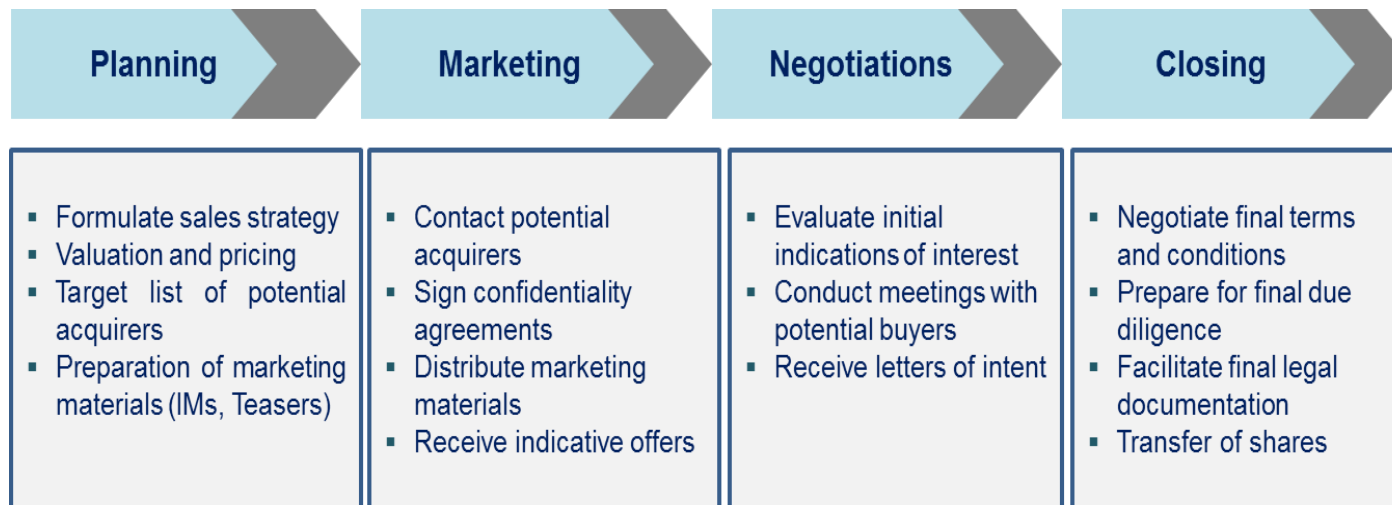 Planning
Marketing
Negotiations
Closing
▪ Formulate sales strategy
▪ Valuation and pricing
▪ Target list of potential
acquirers
▪ Preparation of marketing
materials (IMs, Teasers)
▪ Contact potential
acquirers
▪ Sign confidentiality
agreements
▪ Distribute marketing
materials
▪ Receive indicative offers
▪ Evaluate initial
indications of interest
▪ Conduct meetings with
potential buyers
▪ Receive letters of intent
▪ Negotiate final terms
and conditions
▪ Prepare for final due
diligence
▪ Facilitate final legal
documentation
▪ Transfer of shares